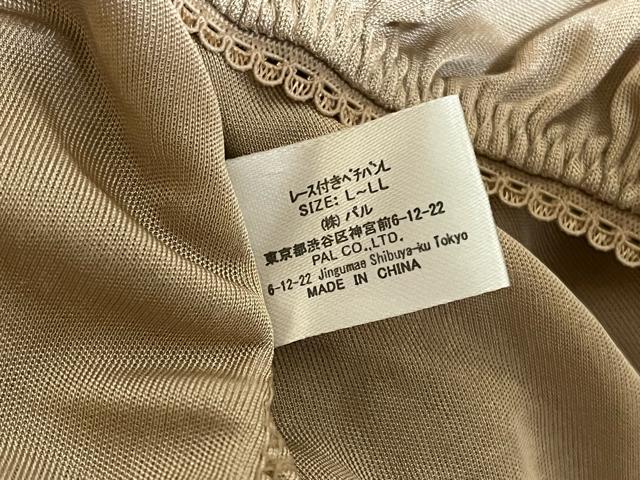 レース付きペチパンL
SIZE: L~LL
(株)パル
東京都渋谷区神宮前6-12-22
PAL CO.,LTD.
6-12-22 Jingumae Shibuya-ku Tokyo
MADE IN CHINA